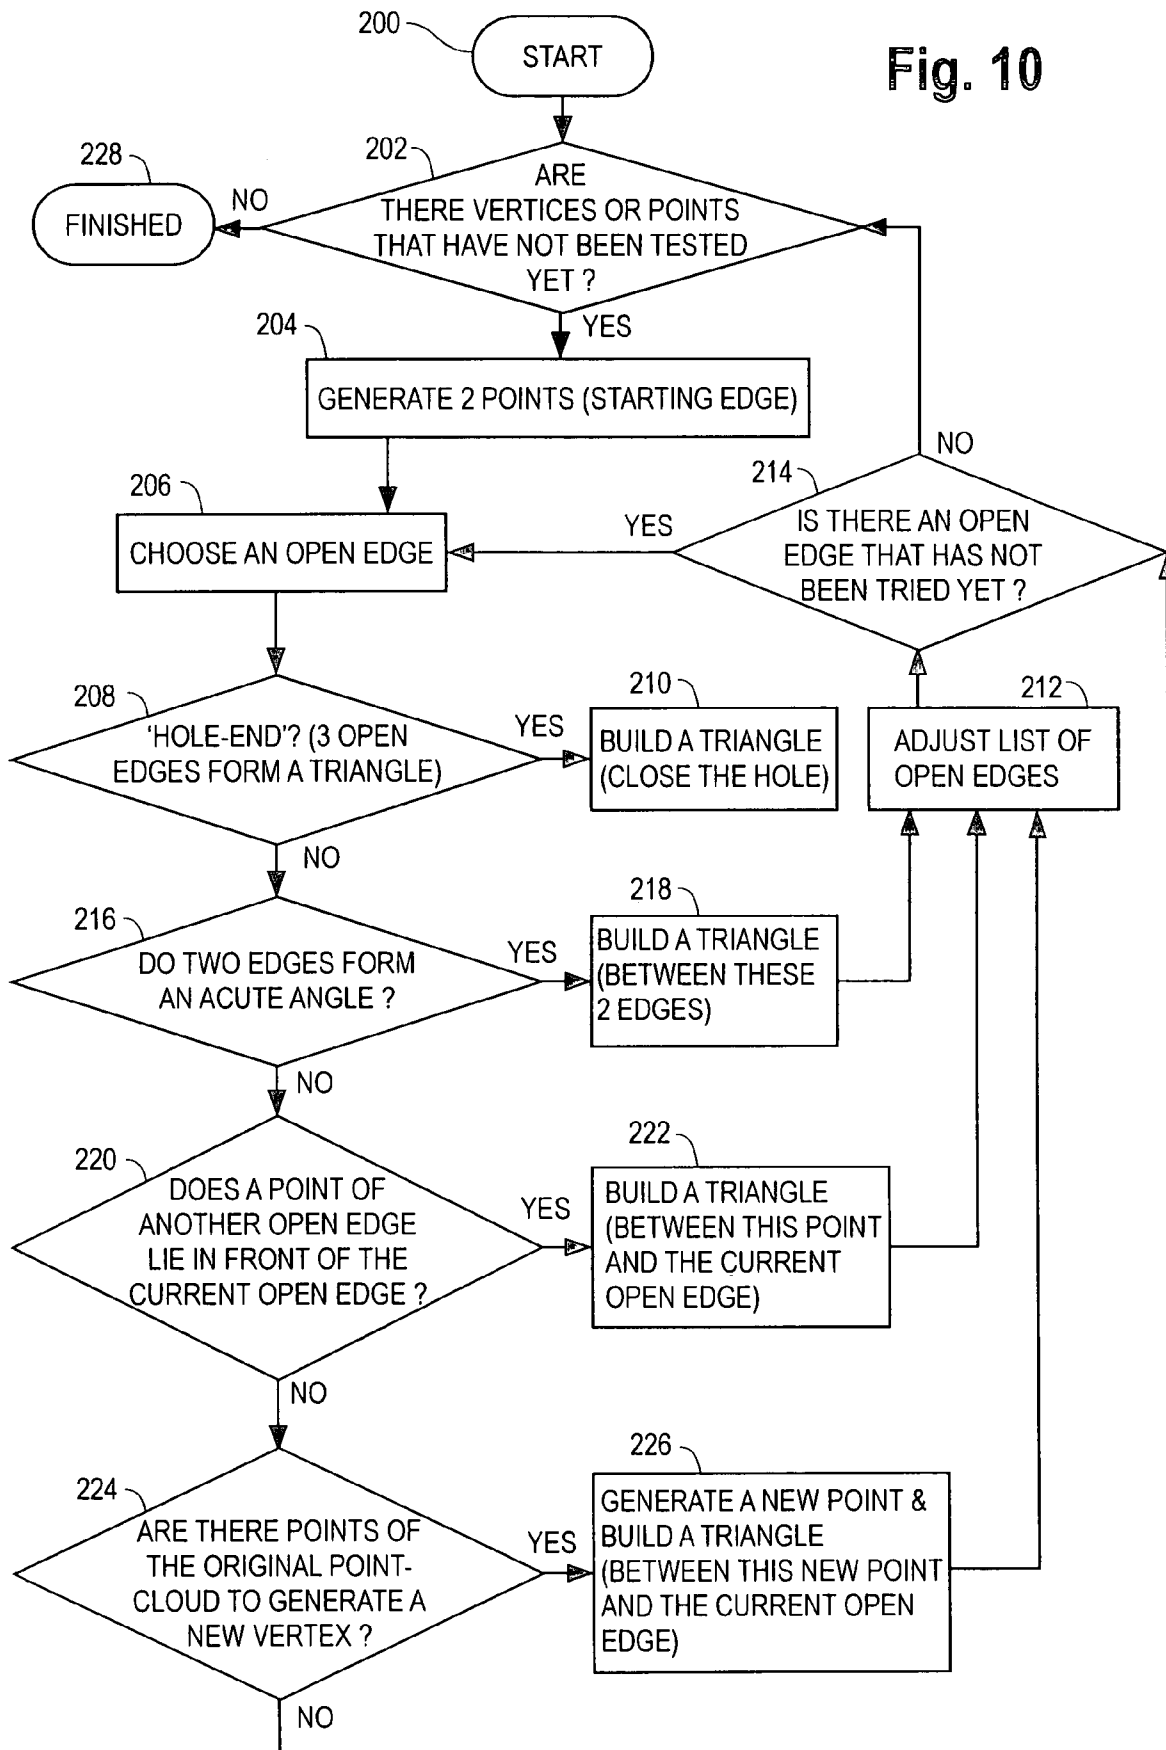 200
START
Fig. 10
228
FINISHED
NO
202
ARE
THERE VERTICES OR POINTS
THAT HAVE NOT BEEN TESTED
YET ?
YES
204
GENERATE 2 POINTS (STARTING EDGE)
206
CHOOSE AN OPEN EDGE
YES
214
NO
IS THERE AN OPEN
EDGE THAT HAS NOT
BEEN TRIED YET ?
208
'HOLE-END'? (3 OPEN
EDGES FORM A TRIANGLE)
YES
210
BUILD A TRIANGLE
(CLOSE THE HOLE)
212
ADJUST LIST OF
OPEN EDGES
NO
216
DO TWO EDGES FORM
AN ACUTE ANGLE ?
YES
218
BUILD A TRIANGLE
(BETWEEN THESE
2 EDGES)
NO
220
DOES A POINT OF
ANOTHER OPEN EDGE
LIE IN FRONT OF THE
CURRENT OPEN EDGE ?
YES
222
BUILD A TRIANGLE
(BETWEEN THIS POINT
AND THE CURRENT
OPEN EDGE)
NO
224
ARE THERE POINTS OF
THE ORIGINAL POINT-
CLOUD TO GENERATE A
NEW VERTEX ?
YES
226
GENERATE A NEW POINT &
BUILD A TRIANGLE
(BETWEEN THIS NEW POINT
AND THE CURRENT OPEN
EDGE)
NO